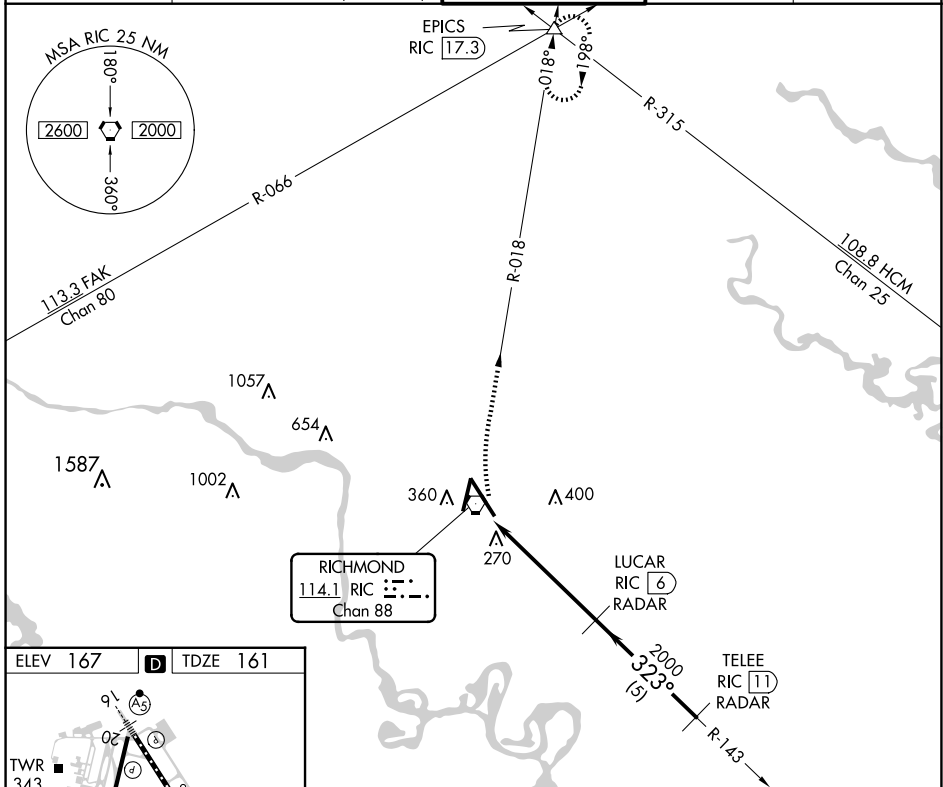 EPICS
RIC 17.3
MSA RIC 25 NM
180°
2600
2000
360°
018°
198°
R-315
R-066
R-018
113.3 FAK
Chan 80
108.8 HCM
Chan 25
1057
654
1587
1002
360
400
270
RICHMOND
114.1 RIC
Chan 88
LUCAR
RIC 6
RADAR
2000
323°
(5)
TELEE
RIC 11
RADAR
R-143
ELEV 167
D
TDZE 161
16
A5
20
P
P
TWR
343